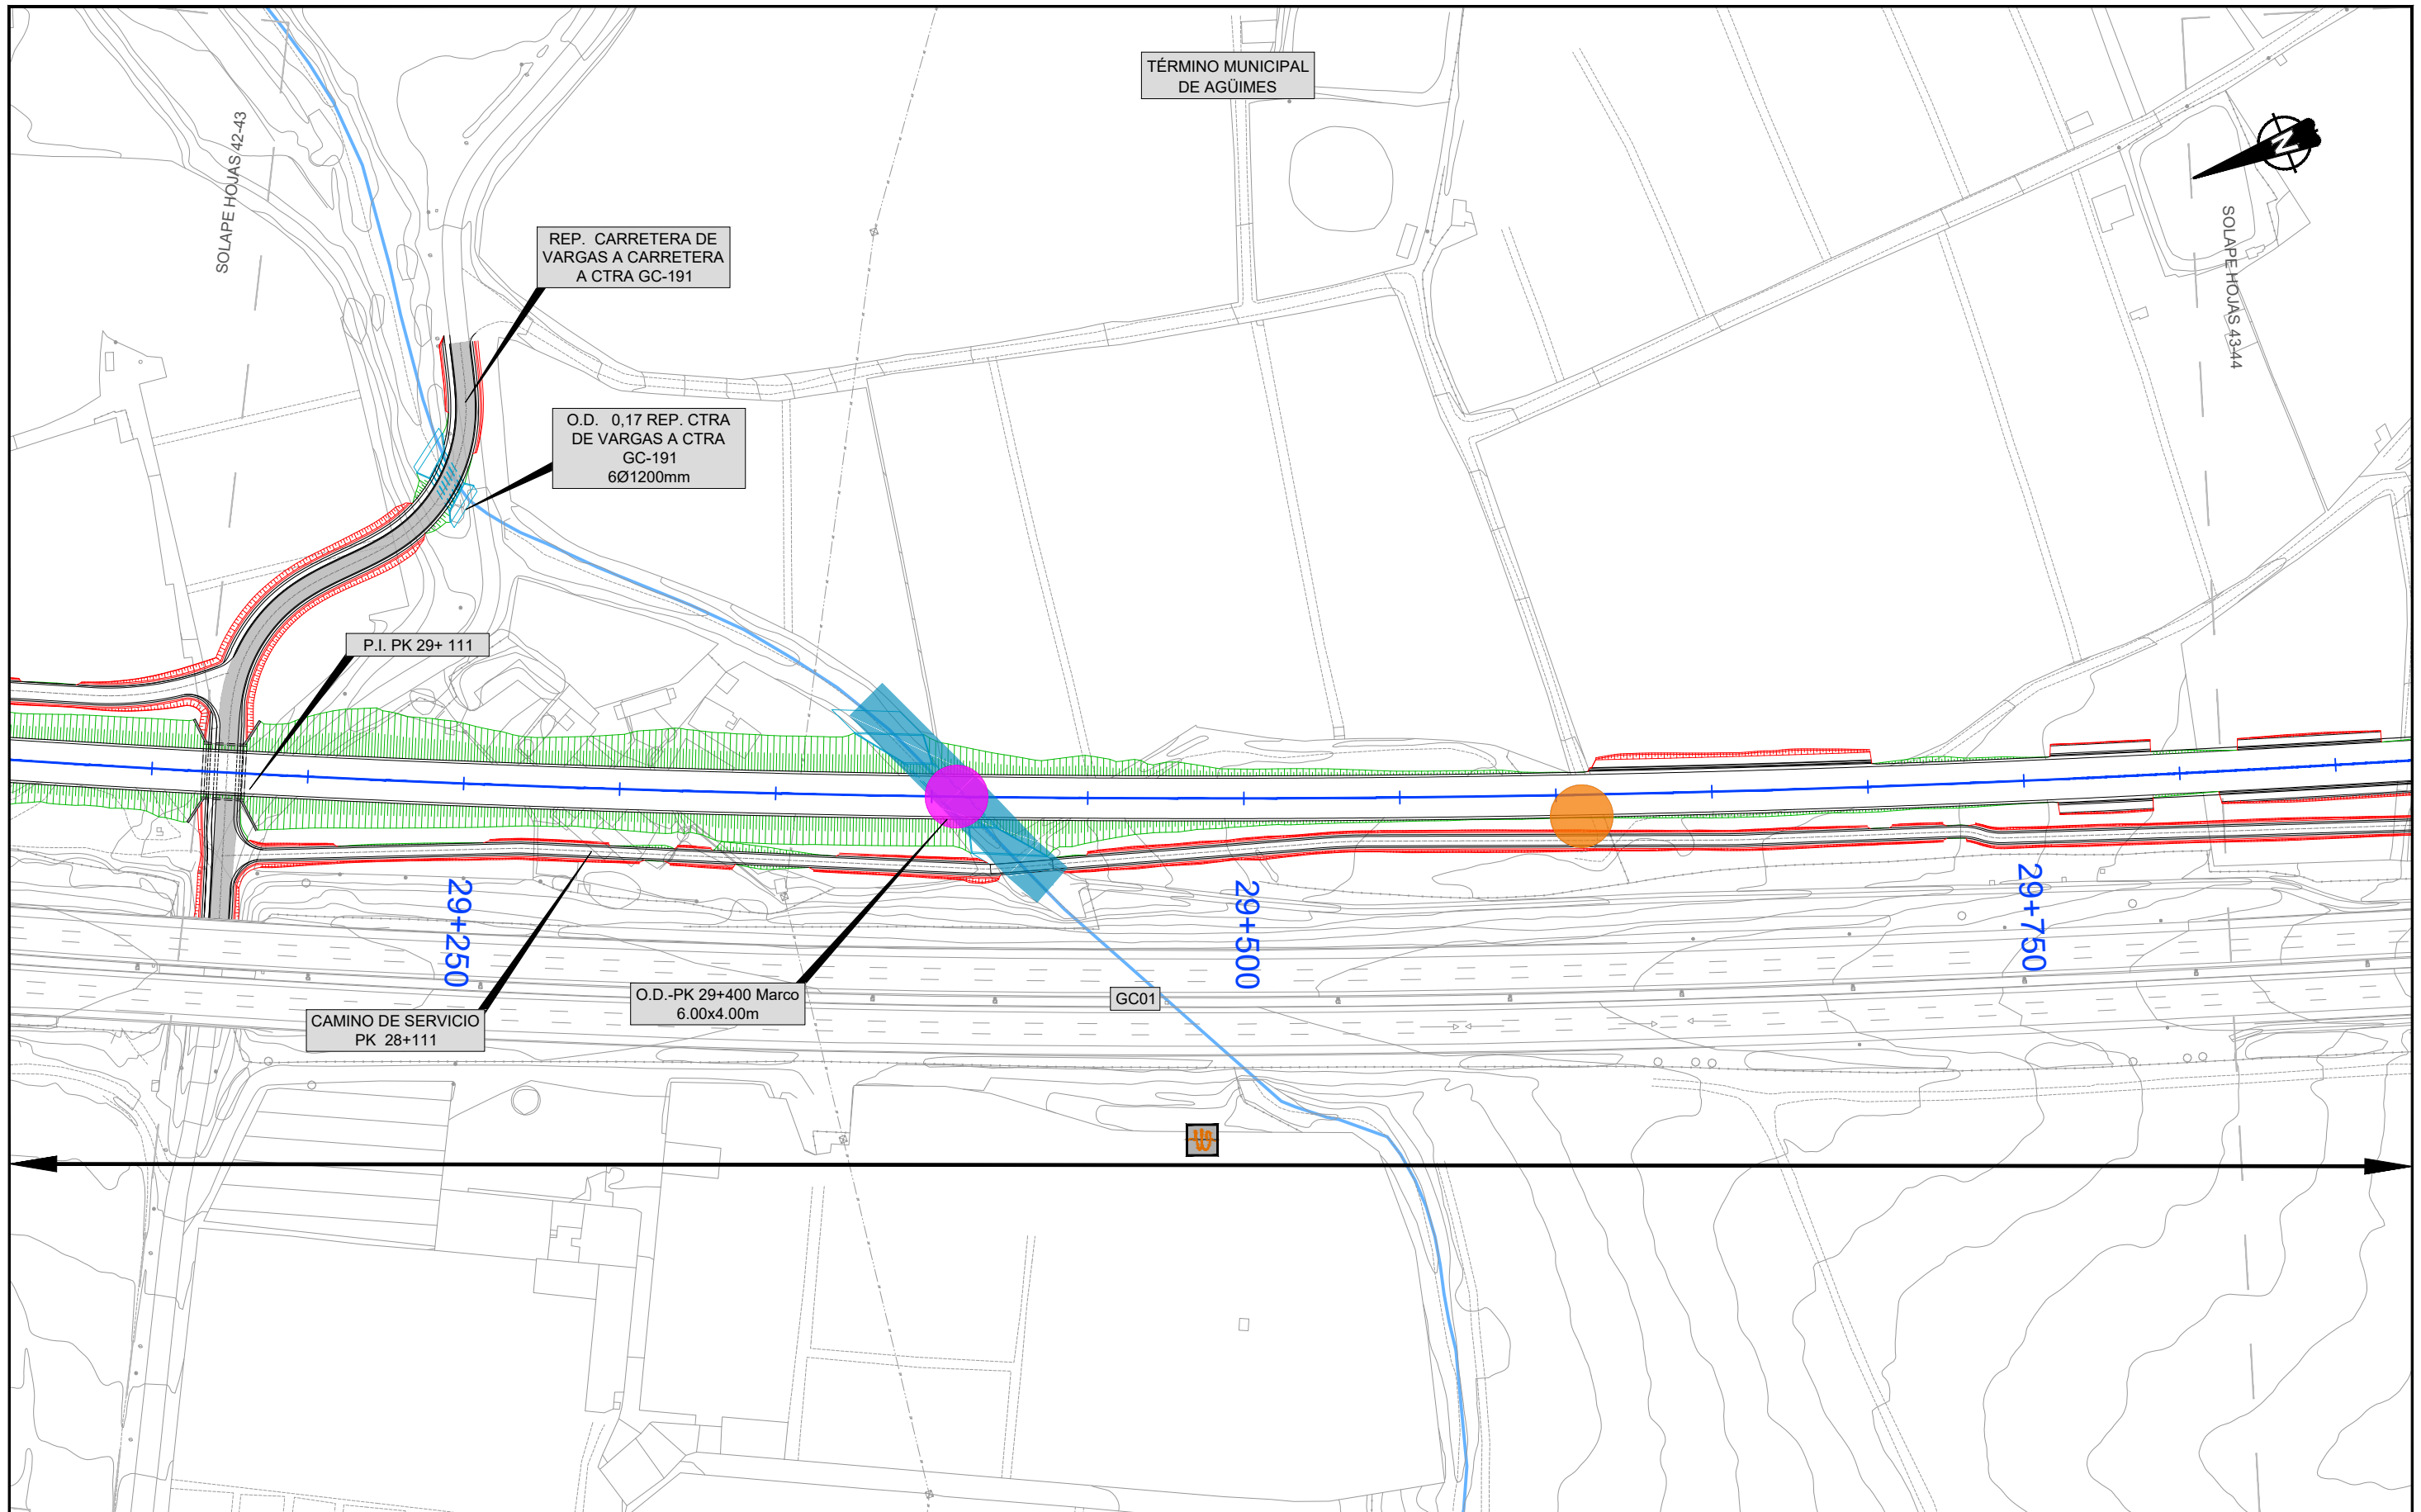 TÉRMINO MUNICIPAL
DE AGÜIMES
SOLAPE HOJAS 42-43
N
SOLAPE HOJAS 43-44
REP. CARRETERA DE
VARGAS A CARRETERA
A CTRA GC-191
O.D. 0,17 REP. CTRA
DE VARGAS A CTRA
GC-191
6Ø1200mm
P.I. PK 29+ 111
29+250
29+500
29+750
O.D.-PK 29+400 Marco
6.00x4.00m
GC01
CAMINO DE SERVICIO
PK 28+111